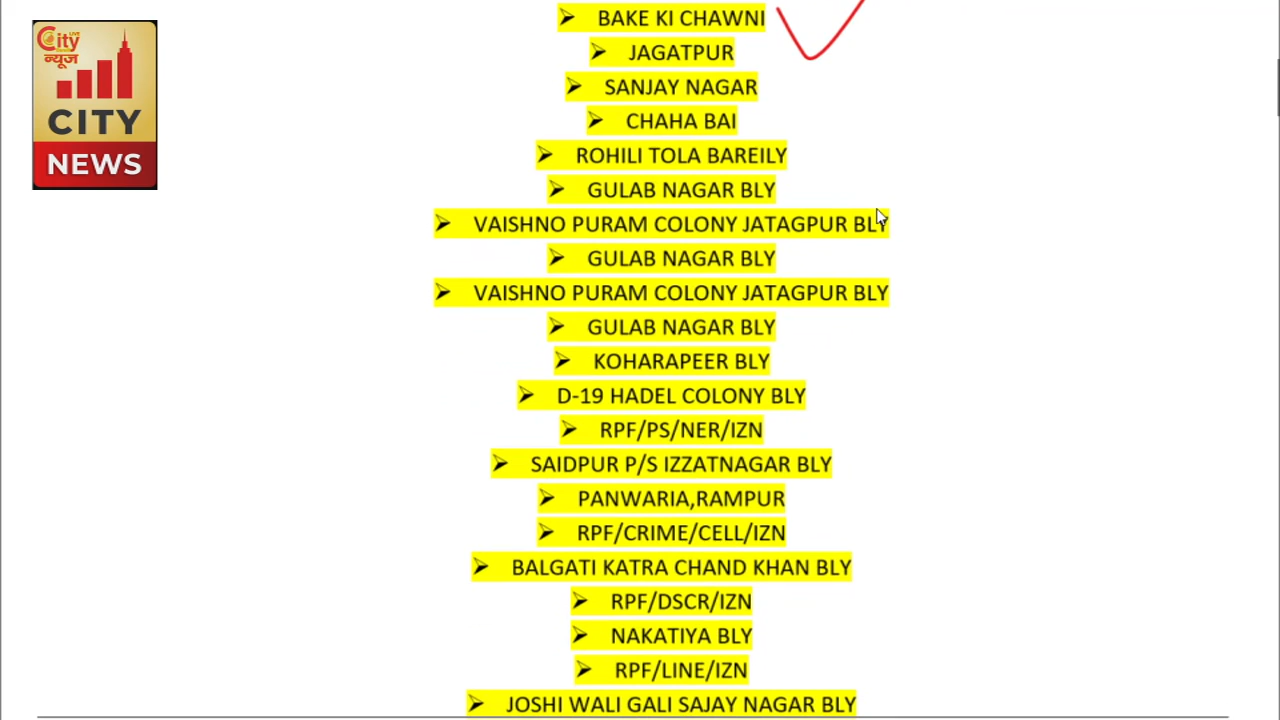 City LIVE
न्यूज
CITY
NEWS
➢ BAKE KI CHAWNI
➢ JAGATPUR
➢ SANJAY NAGAR
➢ CHAHA BAI
➢ ROHILI TOLA BAREILY
➢ GULAB NAGAR BLY
➢ VAISHNO PURAM COLONY JATAGPUR BLY
➢ GULAB NAGAR BLY
➢ VAISHNO PURAM COLONY JATAGPUR BLY
➢ GULAB NAGAR BLY
➢ KOHARAPEER BLY
➢ D-19 HADEL COLONY BLY
➢ RPF/PS/NER/IZN
➢ SAIDPUR P/S IZZATNAGAR BLY
➢ PANWARIA,RAMPUR
➢ RPF/CRIME/CELL/IZN
➢ BALGATI KATRA CHAND KHAN BLY
➢ RPF/DSCR/IZN
➢ NAKATIYA BLY
➢ RPF/LINE/IZN
➢ JOSHI WALI GALI SAJAY NAGAR BLY